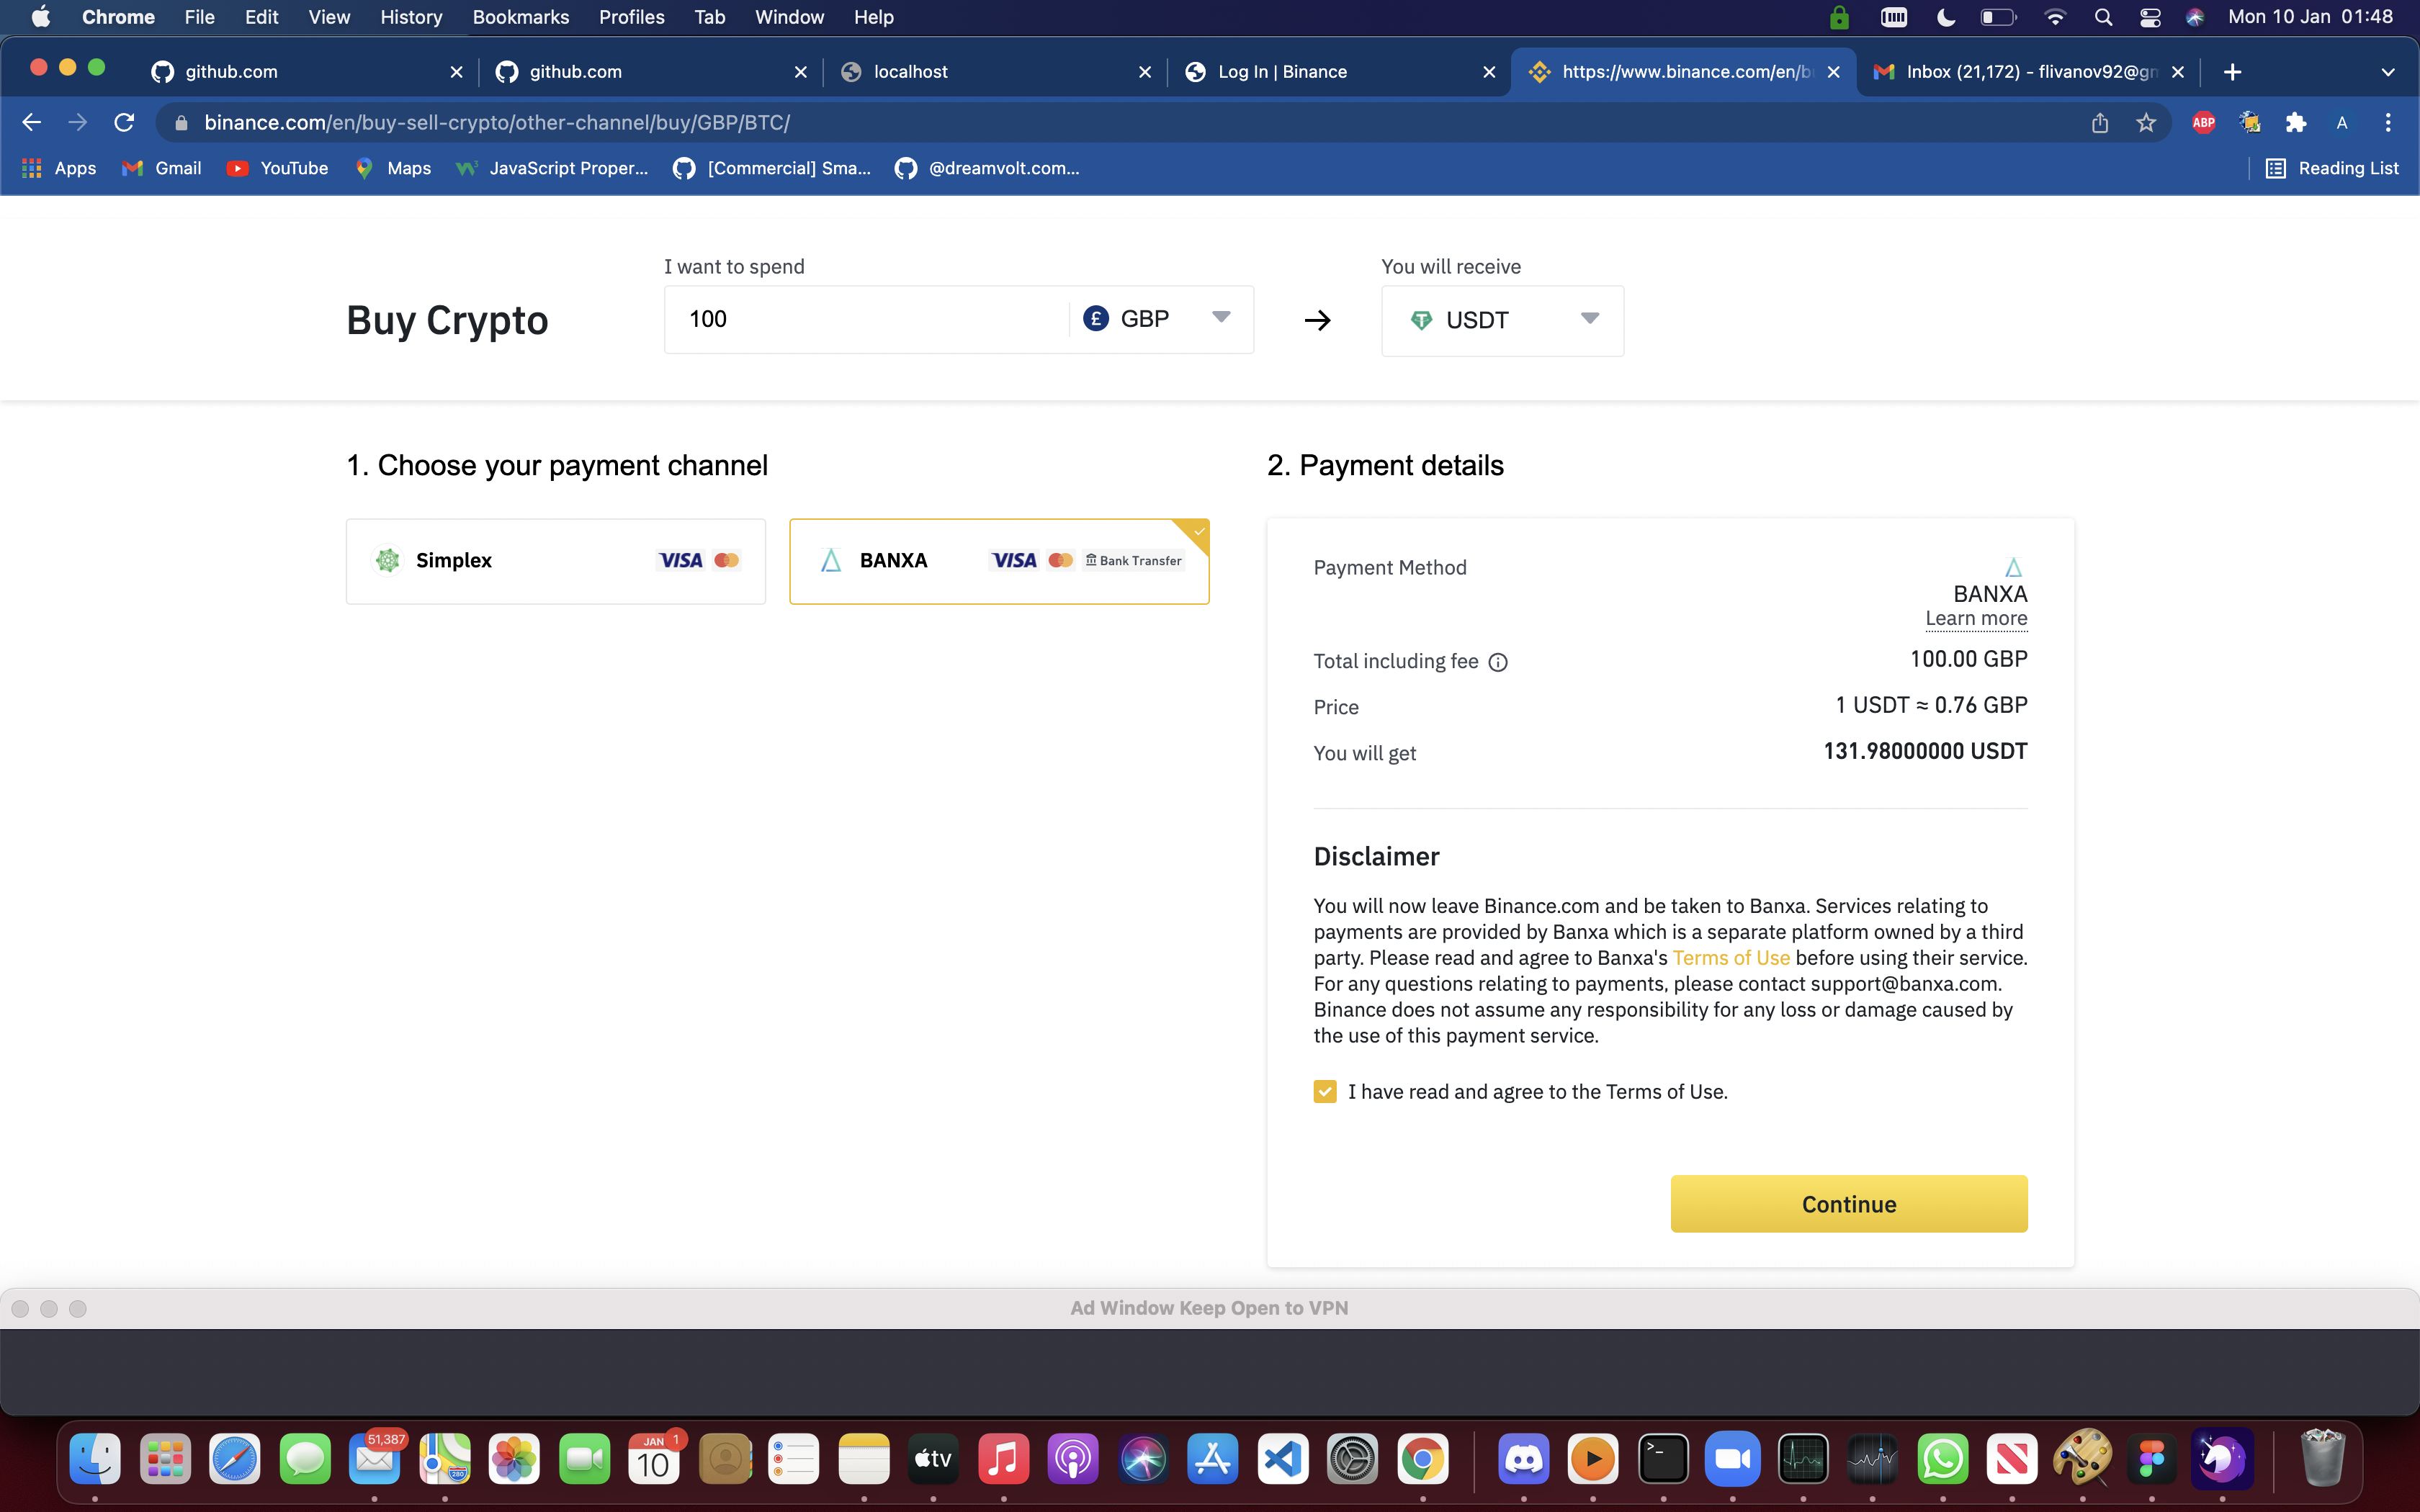 Chrome File Edit View History Bookmarks Profiles Tab Window Help Mon 10 Jan 01:48
github.com github.com localhost Log In | Binance https://www.binance.com/en/b Inbox (21,172) - flivanov92@gm
binance.com/en/buy-sell-crypto/other-channel/buy/GBP/BTC/ ABP A
Apps Gmail YouTube Maps JavaScript Proper... [Commercial] Sma... @dreamvolt.com... Reading List
I want to spend You will receive
Buy Crypto 100 £ GBP USDT
1. Choose your payment channel 2. Payment details
Simplex VISA BANXA VISA Bank Transfer
Payment Method
BANXA
Learn more
Total including fee 100.00 GBP
Price 1 USDT ≈ 0.76 GBP
You will get 131.98000000 USDT
Disclaimer
You will now leave Binance.com and be taken to Banxa. Services relating to
payments are provided by Banxa which is a separate platform owned by a third
party. Please read and agree to Banxa's Terms of Use before using their service.
For any questions relating to payments, please contact support@banxa.com.
Binance does not assume any responsibility for any loss or damage caused by
the use of this payment service.
I have read and agree to the Terms of Use.
Continue
Ad Window Keep Open to VPN
51,387 280 JAN 1 10 tv